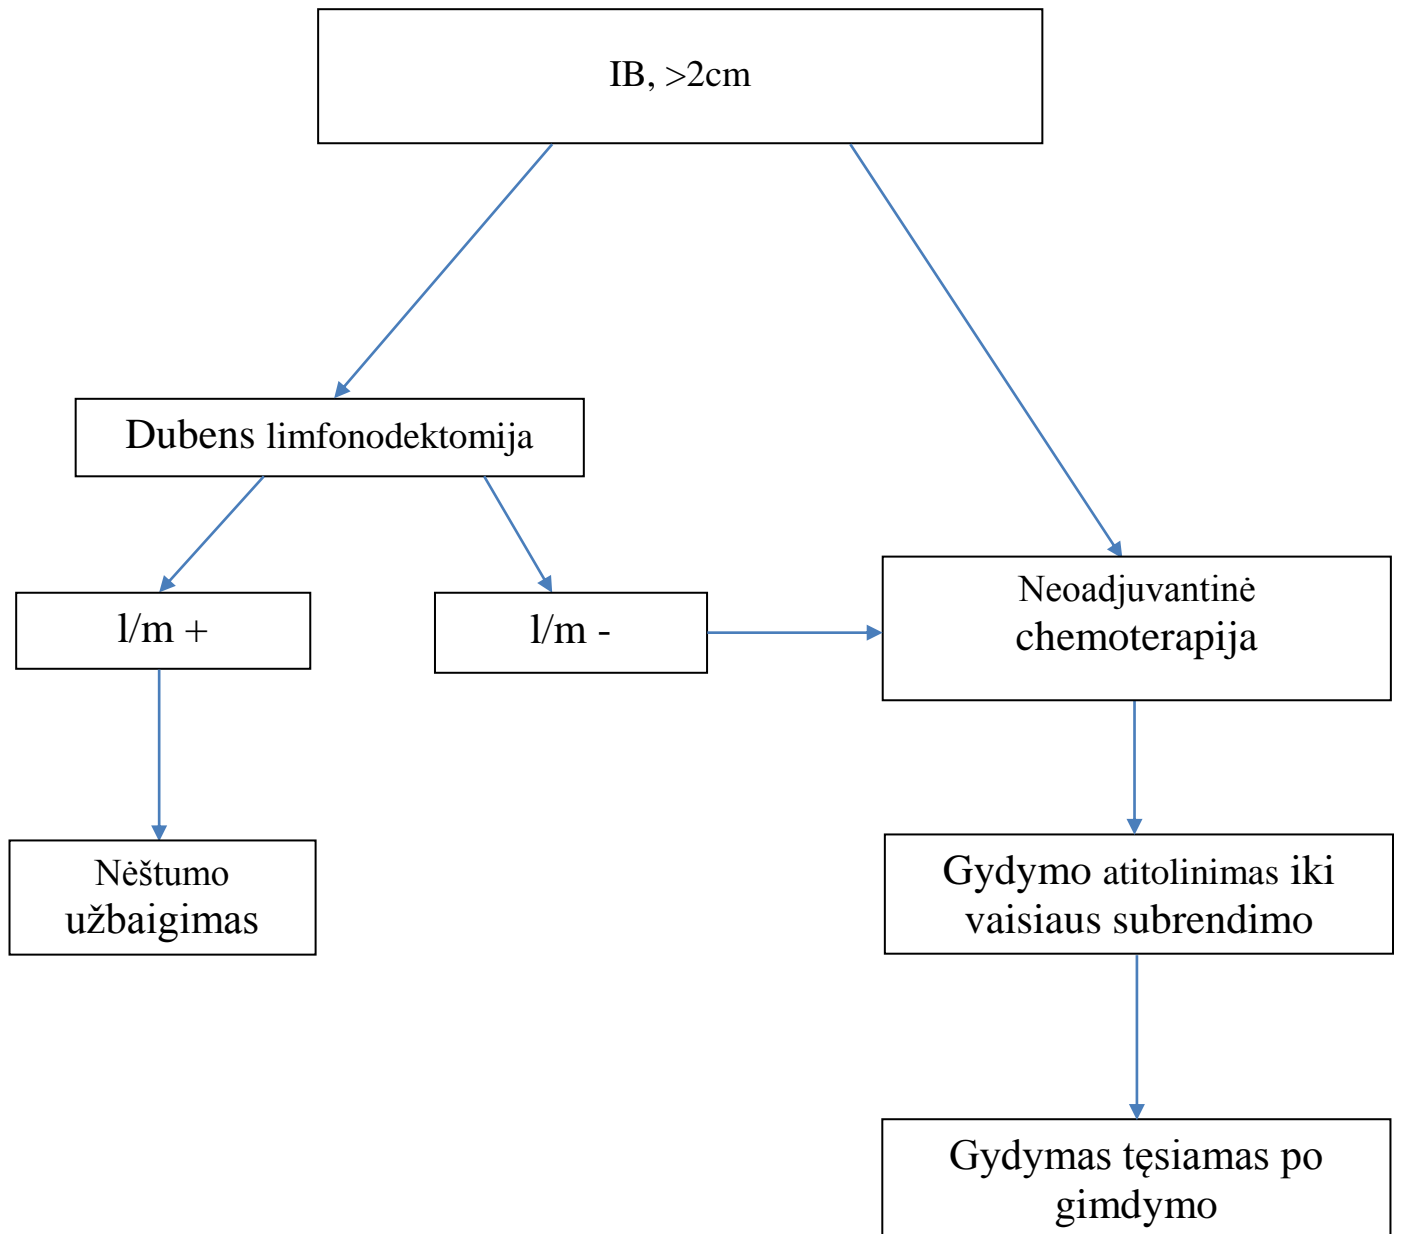 IB, >2cm
Dubens limfonodektomija
l/m +
l/m -
Neoadjuvantinė
chemoterapija
Nėštumo
užbaigimas
Gydymo atitolinimas iki
vaisiaus subrendimo
Gydymas tęsiamas po
gimdymo